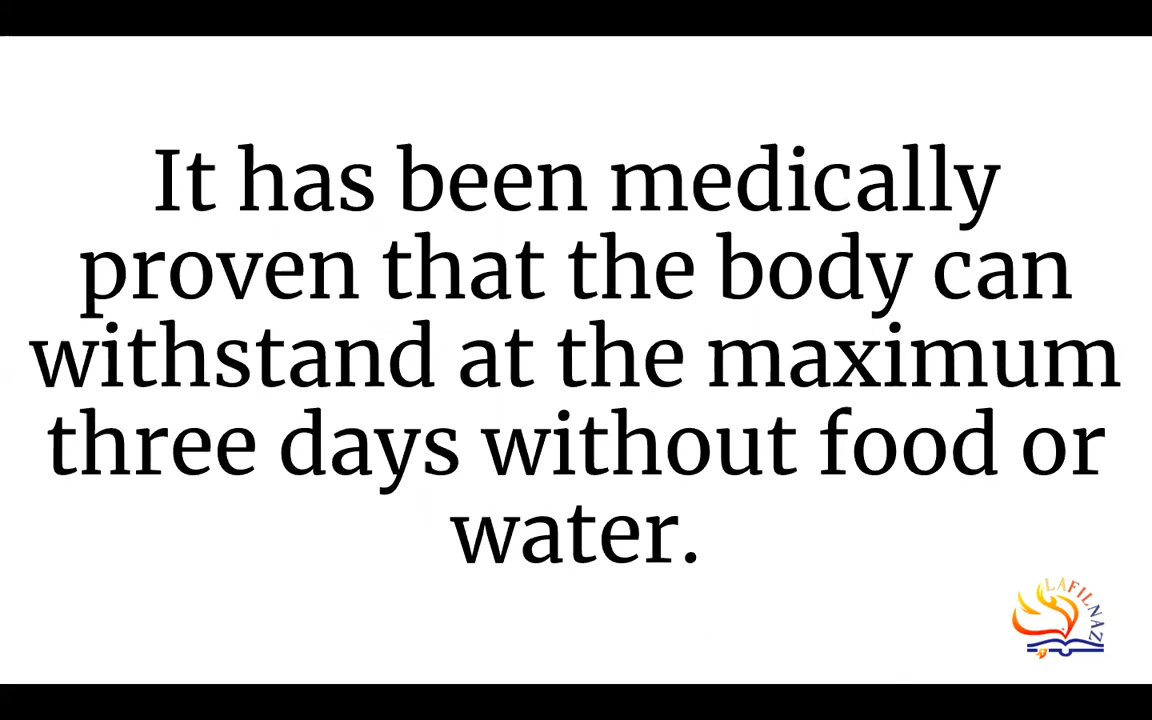 It has been medically
proven that the body can
withstand at the maximum
three days without food or
water.
LAFILNAZ